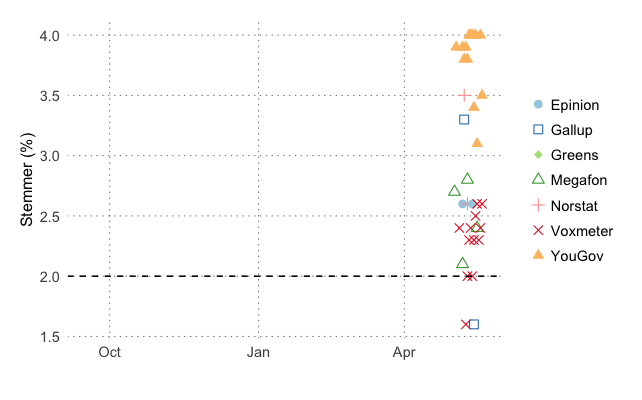 4.0
3.5
3.0
2.5
2.0
1.5
Stemmer (%)
Oct
Jan
Apr
Epinion
Gallup
Greens
Megafon
Norstat
Voxmeter
YouGov